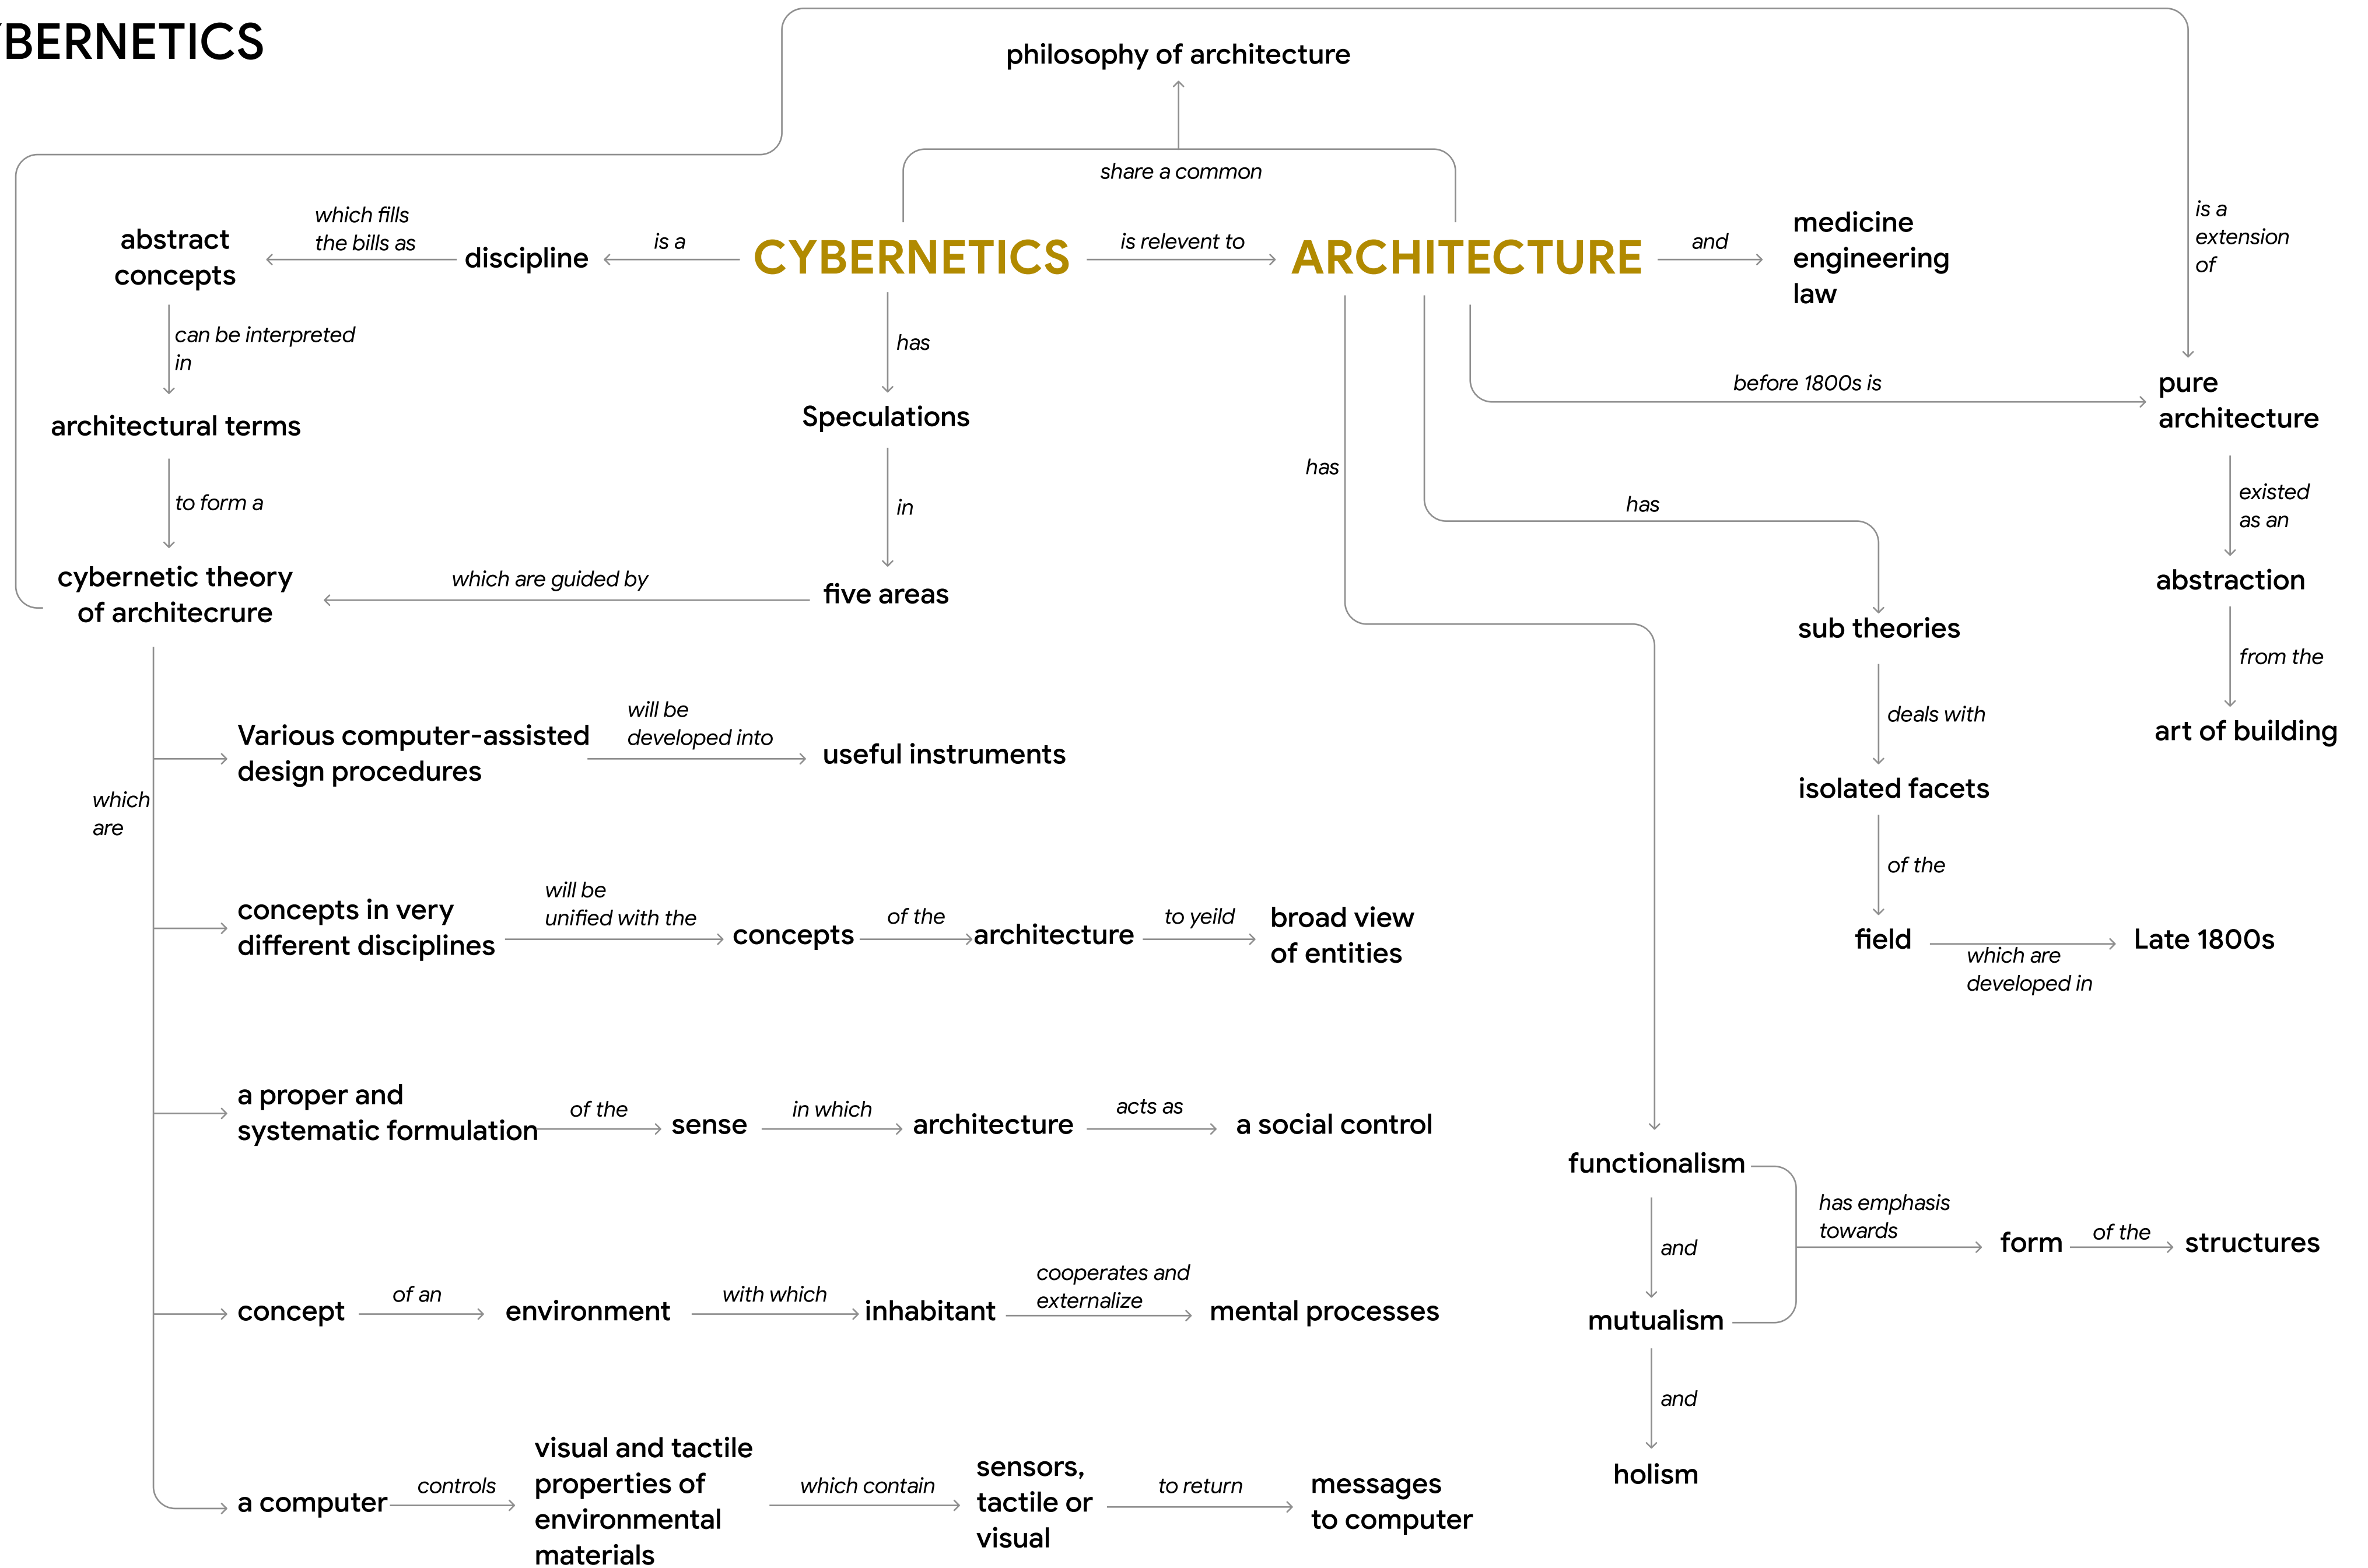 YBERNETICS
philosophy of architecture
share a common
abstract
concepts
which fills
the bills as
discipline
is a
CYBERNETICS
is relevent to
ARCHITECTURE
and
medicine
engineering
law
is a
extension
of
can be interpreted
in
has
before 1800s is
pure
architecture
architectural terms
Speculations
has
has
existed
as an
to form a
in
cybernetic theory
of architecrure
which are guided by
five areas
sub theories
abstraction
from the
deals with
art of building
Various computer-assisted
design procedures
will be
developed into
useful instruments
which
are
isolated facets
of the
concepts in very
different disciplines
will be
unified with the
concepts
of the
architecture
to yeild
broad view
of entities
field
which are
developed in
Late 1800s
a proper and
systematic formulation
of the
sense
in which
architecture
acts as
a social control
functionalism
and
has emphasis
towards
form
of the
structures
concept
of an
environment
with which
inhabitant
cooperates and
externalize
mental processes
mutualism
and
holism
a computer
controls
visual and tactile
properties of
environmental
materials
which contain
sensors,
tactile or
visual
to return
messages
to computer